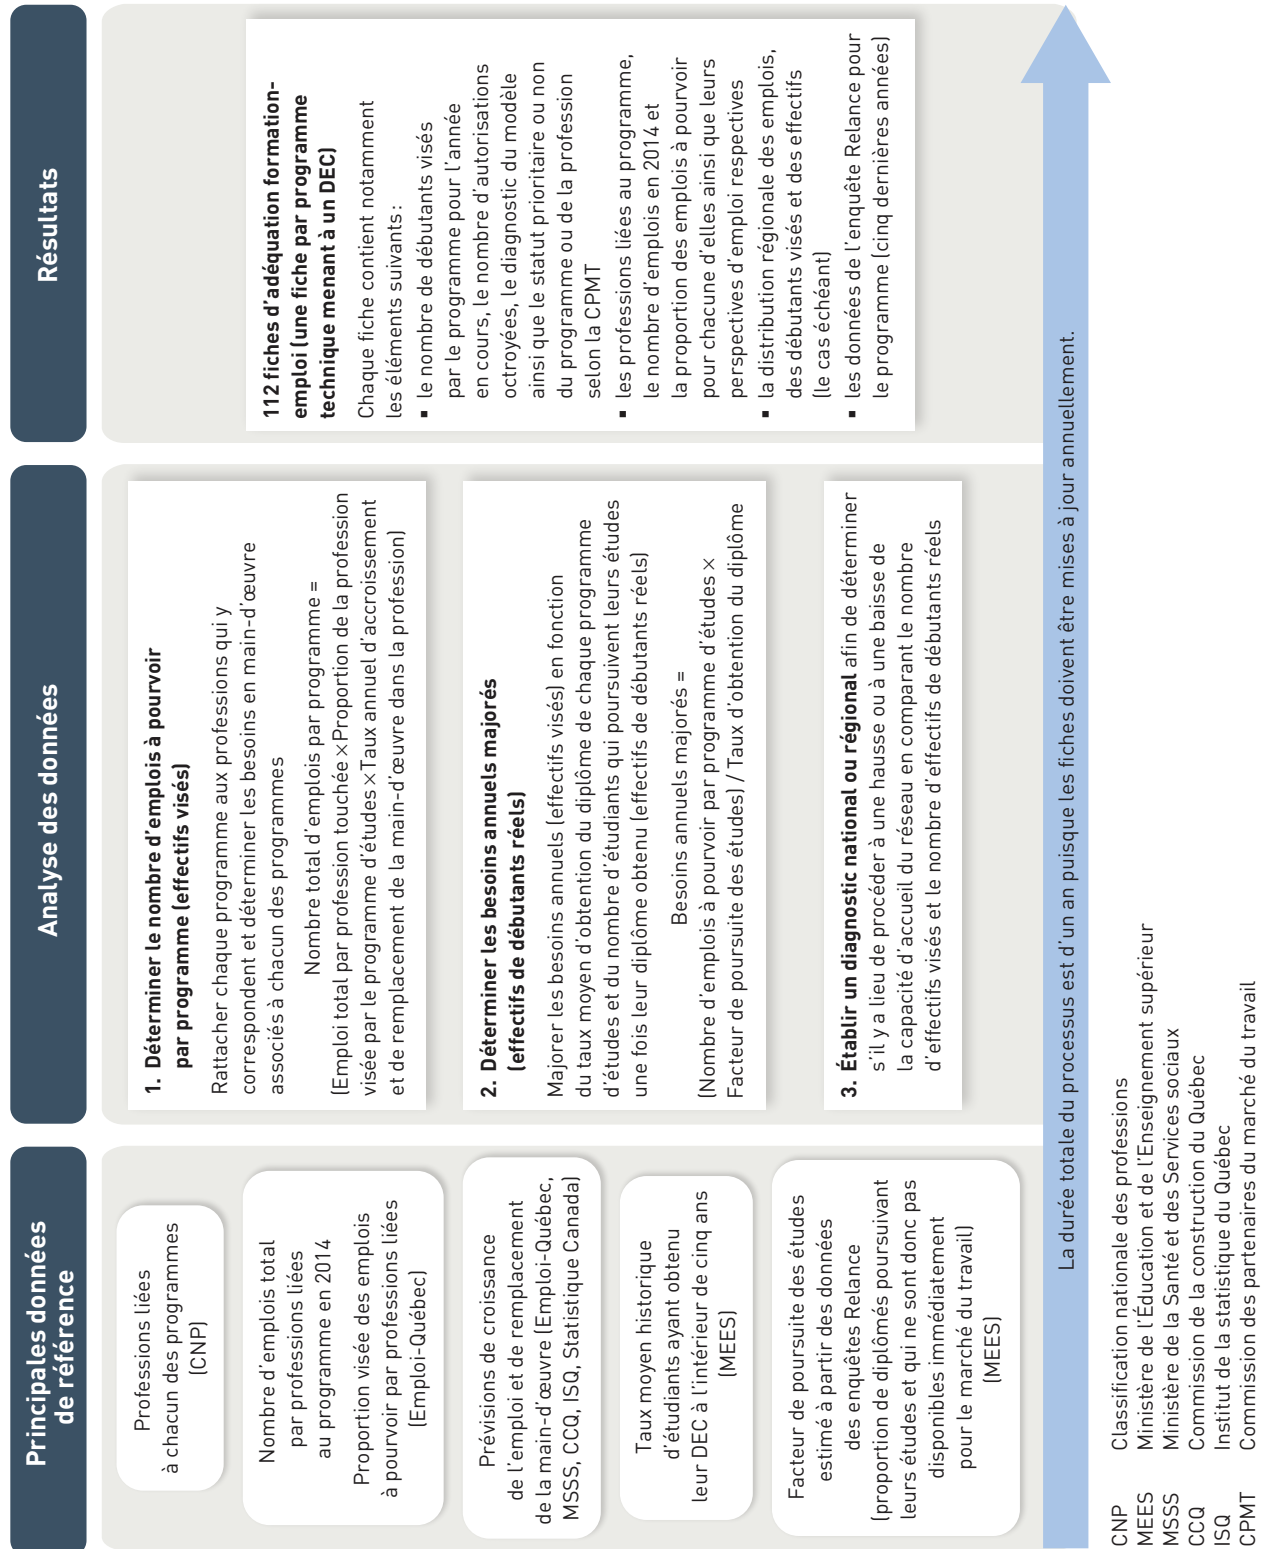 Principales données
de référence
Professions liées
à chacun des programmes
(CNP)
Nombre d'emplois total
par professions liées
au programme en 2014
Proportion visée des emplois
à pourvoir par professions liées
(Emploi-Québec)
Prévisions de croissance
de l'emploi et de remplacement
de la main-d'œuvre (Emploi-Québec,
MSSS, CCQ, ISQ, Statistique Canada)
Taux moyen historique
d'étudiants ayant obtenu
leur DEC à l'intérieur de cinq ans
(MEES)
Facteur de poursuite des études
estimé à partir des données
des enquêtes Relance
(proportion de diplômés poursuivant
leurs études et qui ne sont donc pas
disponibles immédiatement
pour le marché du travail)
(MEES)
Analyse des données
1. Déterminer le nombre d'emplois à pourvoir
par programme (effectifs visés)
Rattacher chaque programme aux professions qui y
correspondent et déterminer les besoins en main-d'œuvre
associés à chacun des programmes
Nombre total d'emplois par programme =
(Emploi total par profession touchée × Proportion de la profession
visée par le programme d'études × Taux annuel d'accroissement
et de remplacement de la main-d'œuvre dans la profession)
2. Déterminer les besoins annuels majorés
(effectifs de débutants réels)
Majorer les besoins annuels (effectifs visés) en fonction
du taux moyen d'obtention du diplôme de chaque programme
d'études et du nombre d'étudiants qui poursuivent leurs études
une fois leur diplôme obtenu (effectifs de débutants réels)
Besoins annuels majorés =
(Nombre d'emplois à pourvoir par programme d'études ×
Facteur de poursuite des études) / Taux d'obtention du diplôme
3. Établir un diagnostic national ou régional afin de déterminer
s'il y a lieu de procéder à une hausse ou à une baisse de
la capacité d'accueil du réseau en comparant le nombre
d'effectifs visés et le nombre d'effectifs de débutants réels
Résultats
112 fiches d'adéquation formation-
emploi (une fiche par programme
technique menant à un DEC)
Chaque fiche contient notamment
les éléments suivants :
▪ le nombre de débutants visés
par le programme pour l'année
en cours, le nombre d'autorisations
octroyées, le diagnostic du modèle
ainsi que le statut prioritaire ou non
du programme ou de la profession
selon la CPMT
▪ les professions liées au programme,
le nombre d'emplois en 2014 et
la proportion des emplois à pourvoir
pour chacune d'elles ainsi que leurs
perspectives d'emploi respectives
▪ la distribution régionale des emplois,
des débutants visés et des effectifs
(le cas échéant)
▪ les données de l'enquête Relance pour
le programme (cinq dernières années)
La durée totale du processus est d'un an puisque les fiches doivent être mises à jour annuellement.
CNP Classification nationale des professions
MEES Ministère de l'Éducation et de l'Enseignement supérieur
MSSS Ministère de la Santé et des Services sociaux
CCQ Commission de la construction du Québec
ISQ Institut de la statistique du Québec
CPMT Commission des partenaires du marché du travail